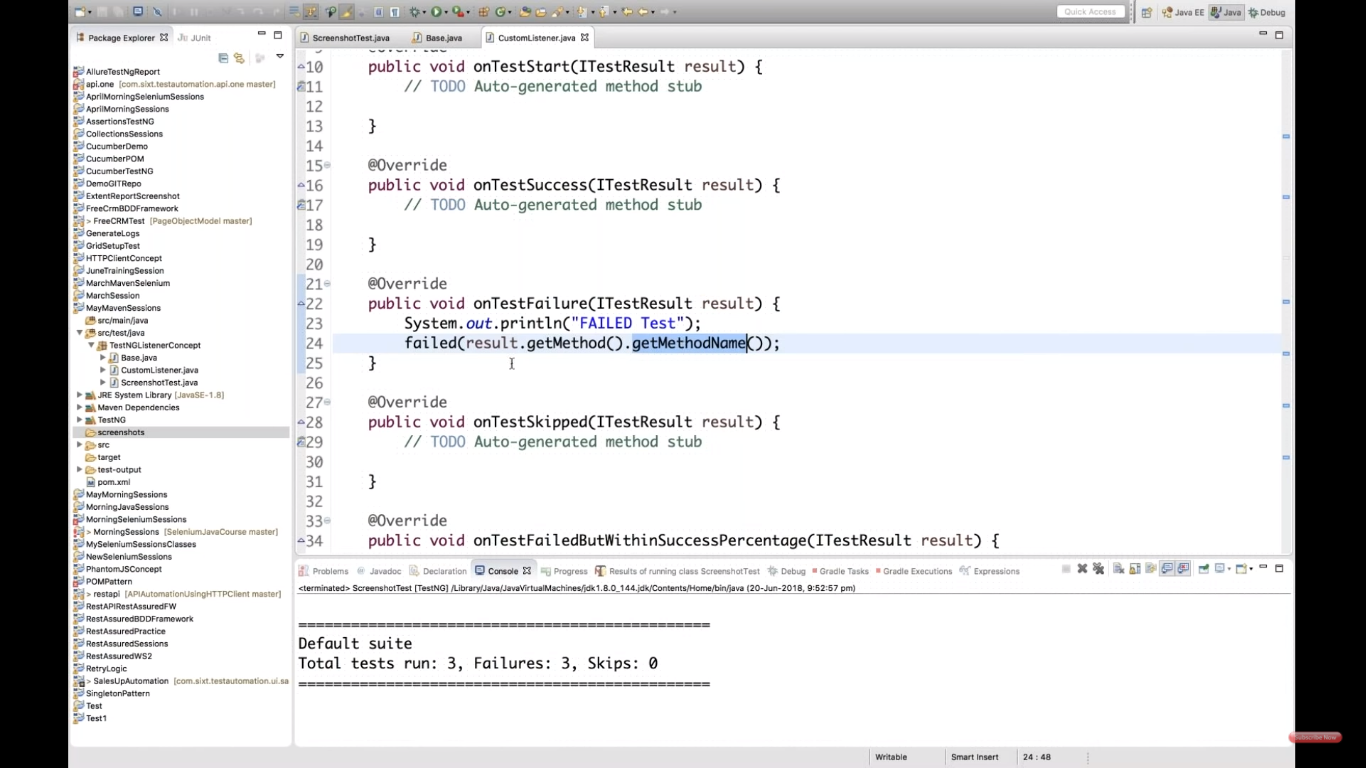 Quick Access
Java EE
Java
Debug
Package Explorer
JUnit
ScreenshotTest.java
Base.java
CustomListener.java
AllureTestNgReport
api.one [com.sixt.testautomation.api.one master]
AprilMorningSeleniumSessions
AprilMorningSessions
AssertionsTestNG
CollectionsSessions
CucumberDemo
CucumberPOM
CucumberTestNG
DemoGITRepo
ExtentReportScreenshot
FreeCrmBDDFramework
> FreeCRMTest [PageObjectModel master]
GenerateLogs
GridSetupTest
HTTPClientConcept
JuneTrainingSession
MarchMavenSelenium
MarchSession
MayMavenSessions
src/main/java
src/test/java
TestNGListenerConcept
Base.java
CustomListener.java
ScreenshotTest.java
JRE System Library [JavaSE-1.8]
Maven Dependencies
TestNG
screenshots
src
target
test-output
pom.xml
MayMorningSessions
MorningJavaSessions
MorningSeleniumSessions
> MorningSessions [SeleniumJavaCourse master]
MySeleniumSessionsClasses
NewSeleniumSessions
PhantomJSConcept
POMPattern
> restapi [APIAutomationUsingHTTPClient master]
RestAPIRestAssuredFW
RestAssuredBDDFramework
RestAssuredPractice
RestAssuredSessions
RestAssuredWS2
RetryLogic
> SalesUpAutomation [com.sixt.testautomation.ui.sa
SingletonPattern
Test
Test1
10 public void onTestStart(ITestResult result) {
11 // TODO Auto-generated method stub
12
13 }
14
15 @Override
16 public void onTestSuccess(ITestResult result) {
17 // TODO Auto-generated method stub
18
19 }
20
21 @Override
22 public void onTestFailure(ITestResult result) {
23 System.out.println("FAILED Test");
24 failed(result.getMethod().getMethodName());
25 }
26
27 @Override
28 public void onTestSkipped(ITestResult result) {
29 // TODO Auto-generated method stub
30
31 }
32
33 @Override
34 public void onTestFailedButWithinSuccessPercentage(ITestResult result) {
Problems
Javadoc
Declaration
Console
Progress
Results of running class ScreenshotTest
Debug
Gradle Tasks
Gradle Executions
Expressions
<terminated> ScreenshotTest [TestNG] /Library/Java/JavaVirtualMachines/jdk1.8.0_144.jdk/Contents/Home/bin/java (20-Jun-2018, 9:52:57 pm)
===============================================
Default suite
Total tests run: 3, Failures: 3, Skips: 0
===============================================
Writable
Smart Insert
24 : 48
Subscribe Now